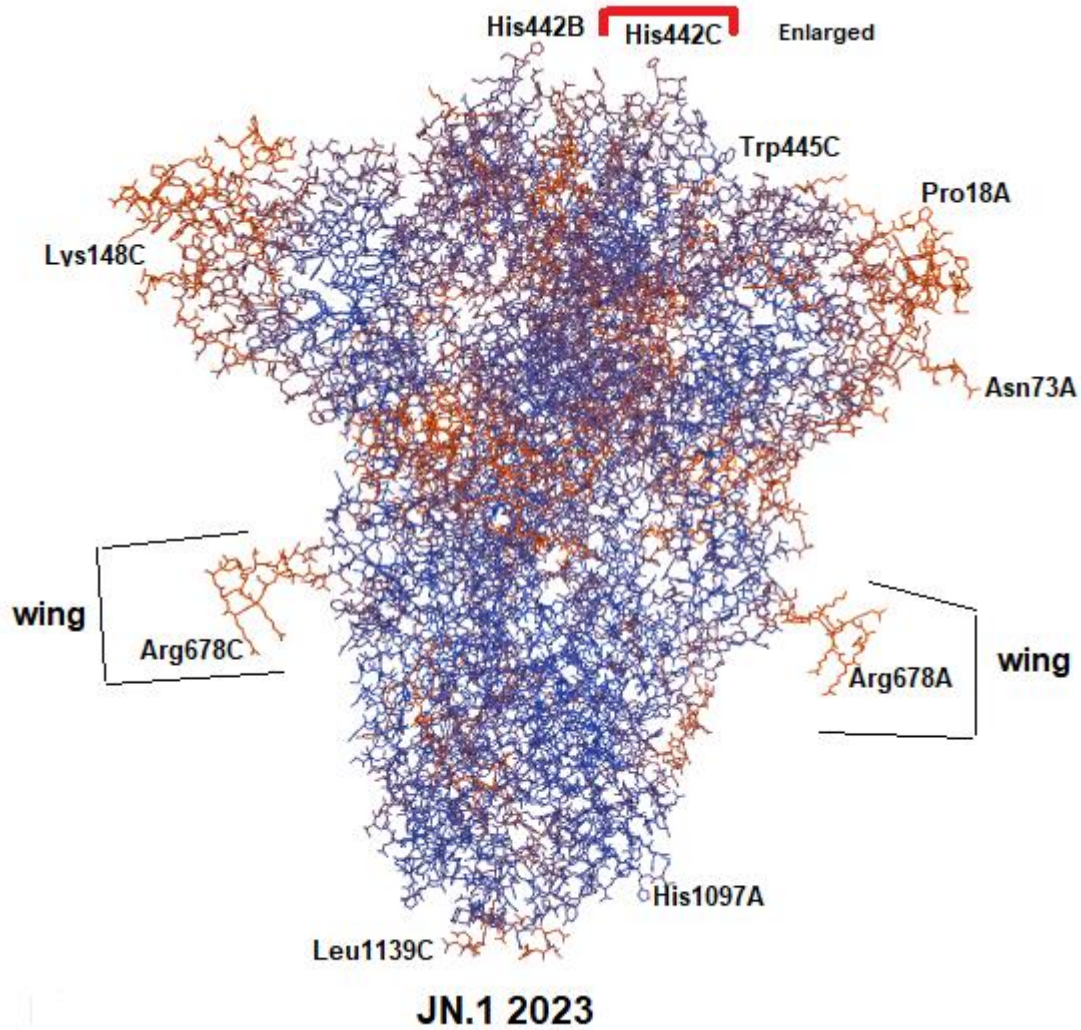 His442B
His442C
Enlarged
Trp445C
Pro18A
Lys148C
Asn73A
wing
Arg678C
Arg678A
wing
His1097A
Leu1139C
JN.1 2023